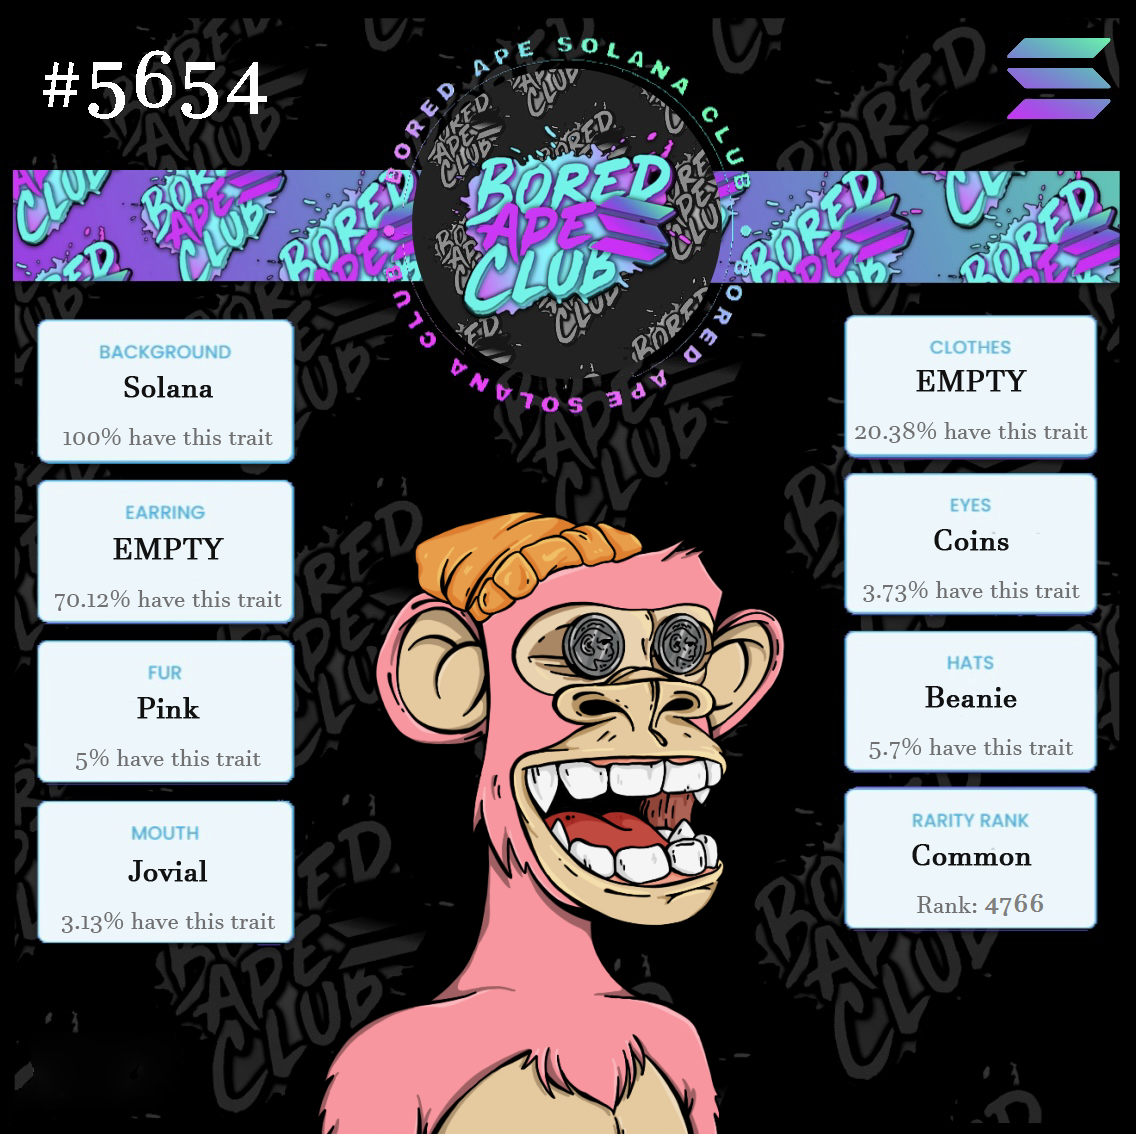 #5654
BORED APE SOLANA CLUB
BORED APE SOLANA CLUB
BORED
APE
CLUB
BACKGROUND
Solana
100% have this trait
EARRING
EMPTY
70.12% have this trait
FUR
Pink
5% have this trait
MOUTH
Jovial
3.13% have this trait
CLOTHES
EMPTY
20.38% have this trait
EYES
Coins
3.73% have this trait
HATS
Beanie
5.7% have this trait
RARITY RANK
Common
Rank: 4766